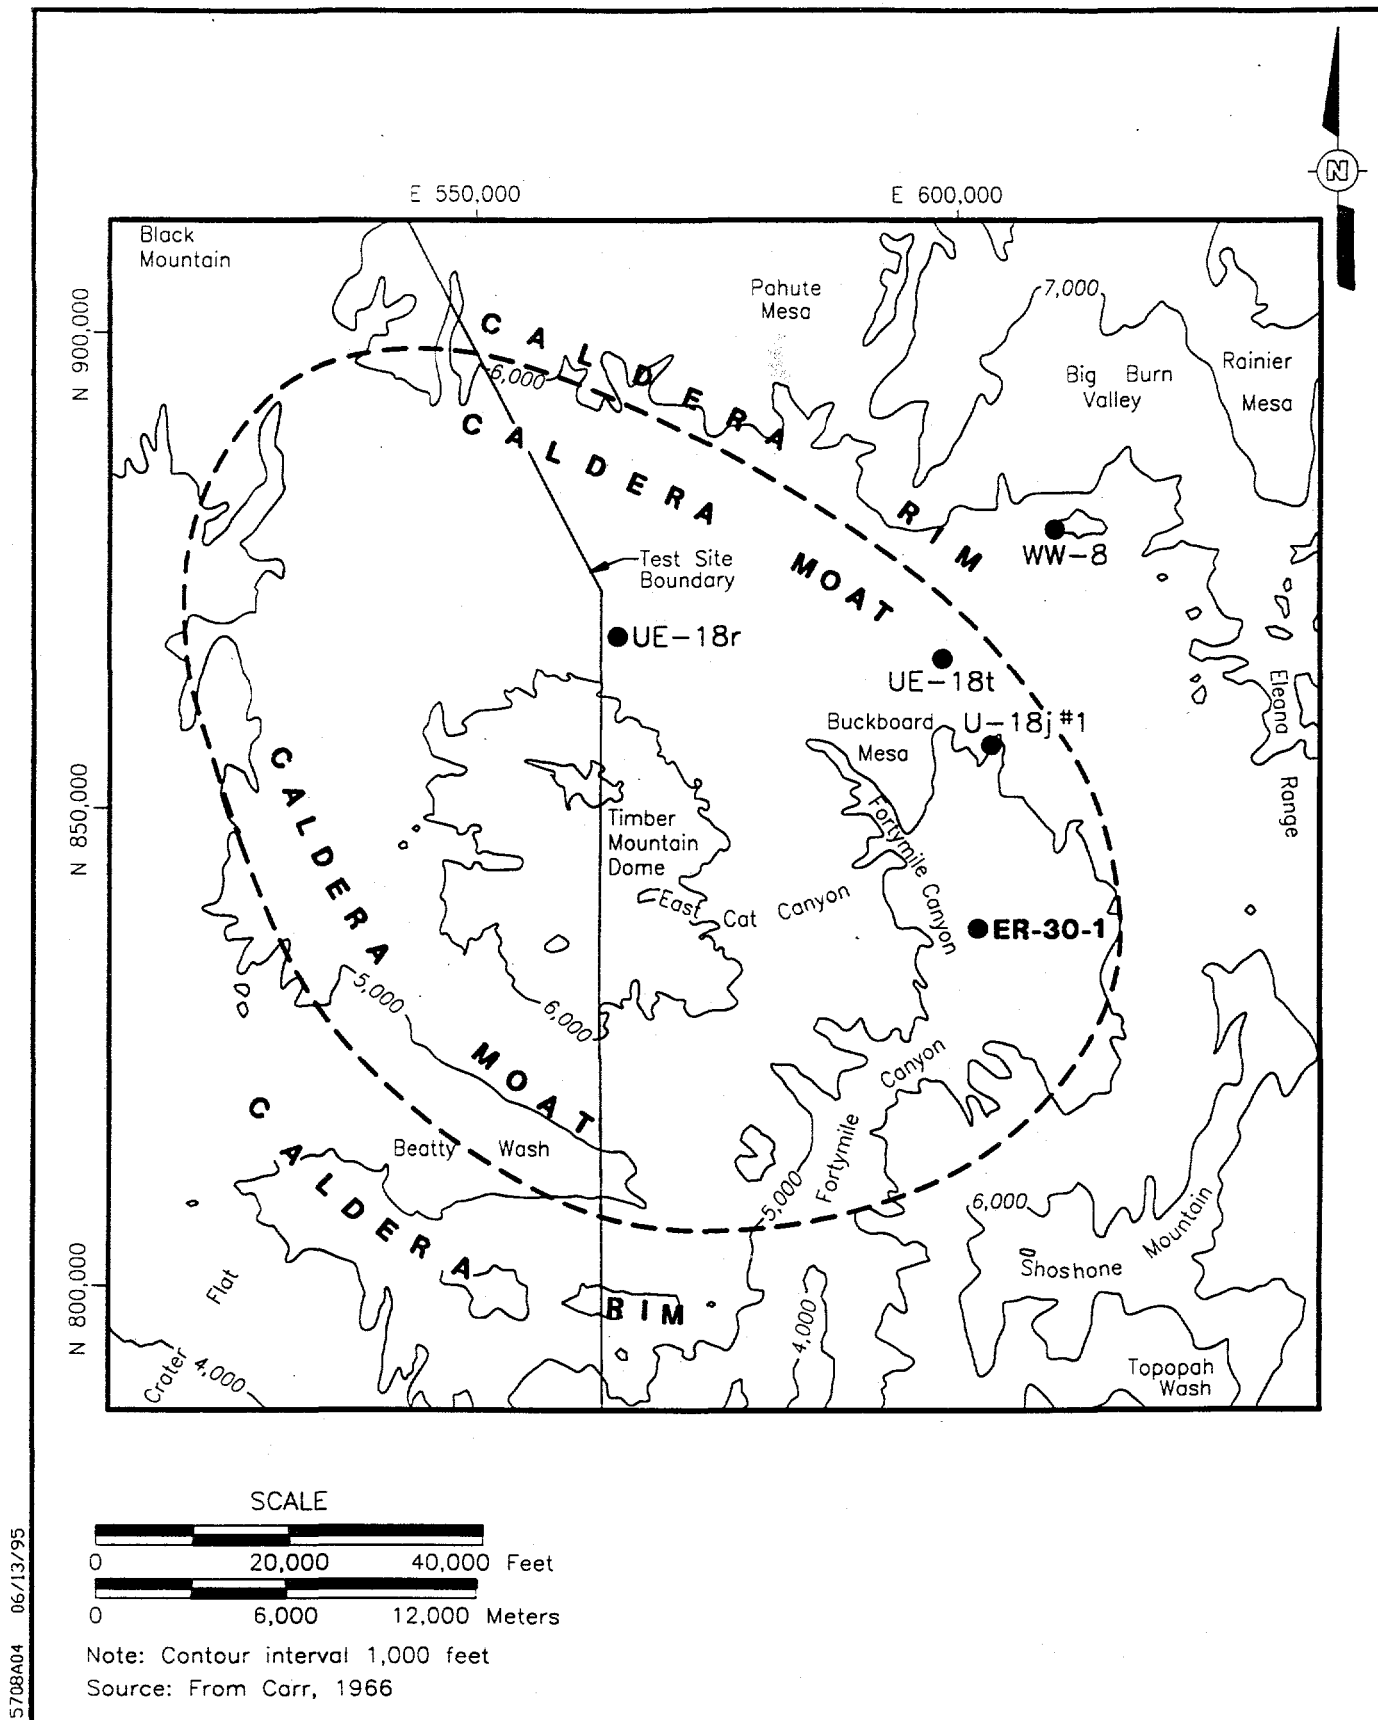 N
E 550,000
E 600,000
N 900,000
N 850,000
N 800,000
Black
Mountain
Pahute
Mesa
7,000
Big Burn
Valley
Rainier
Mesa
CALDERA RIM
6,000
CALDERA MOAT
Test Site
Boundary
WW-8
UE-18r
UE-18t
U-18j #1
Buckboard
Mesa
Eleana
Range
CALDERA MOAT
Timber
Mountain
Dome
Fortymile Canyon
East Cat Canyon
ER-30-1
5,000
6,000
Fortymile Canyon
CALDERA RIM
Beatty Wash
5,000
6,000
Shoshone Mountain
Crater Flat
4,000
4,000
Topopah
Wash
SCALE
0 20,000 40,000 Feet
0 6,000 12,000 Meters
Note: Contour interval 1,000 feet
Source: From Carr, 1966
5708A04 06/13/95